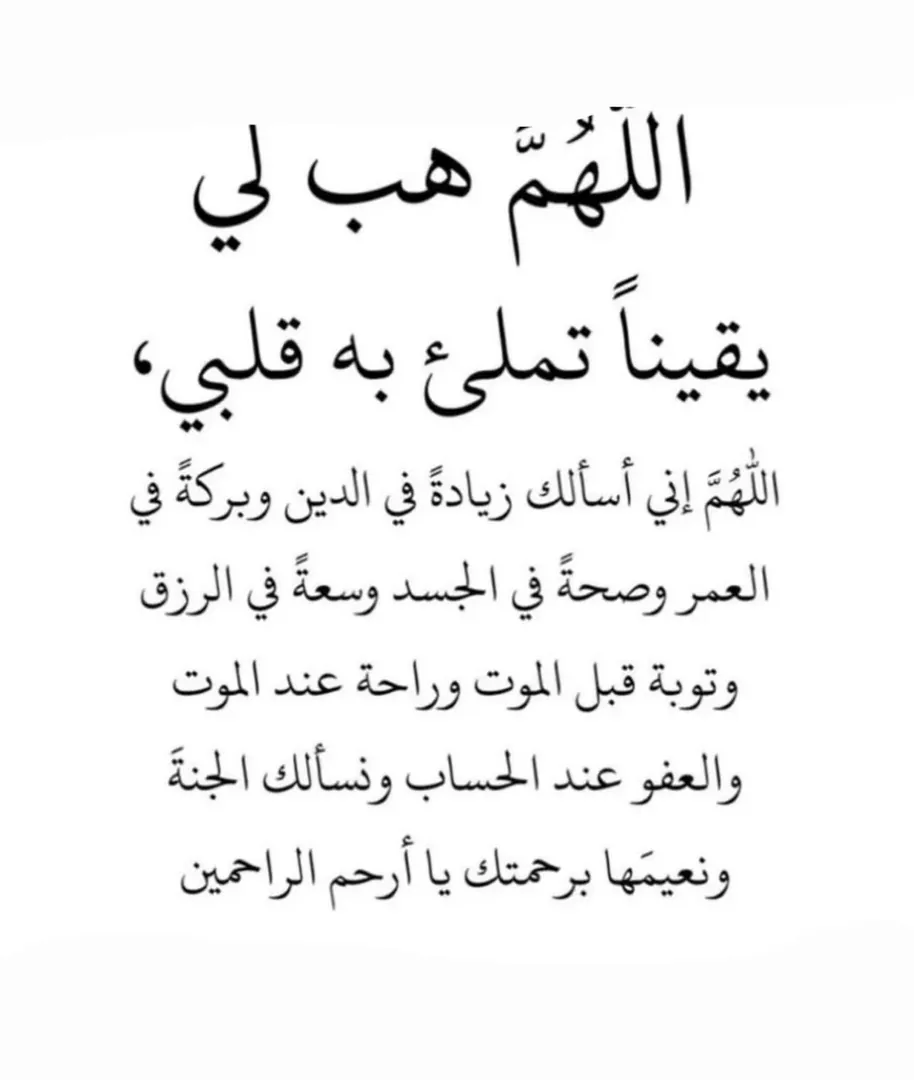 اللَّهُمَّ هب لي
يقيناً تملئ به قلبي،
اللَّهُمَّ إني أسألك زيادةً في الدين وبركةً في
العمر وصحةً في الجسد وسعةً في الرزق
وتوبة قبل الموت وراحة عند الموت
والعفو عند الحساب ونسألك الجنةَ
ونعيمَها برحمتك يا أرحم الراحمين